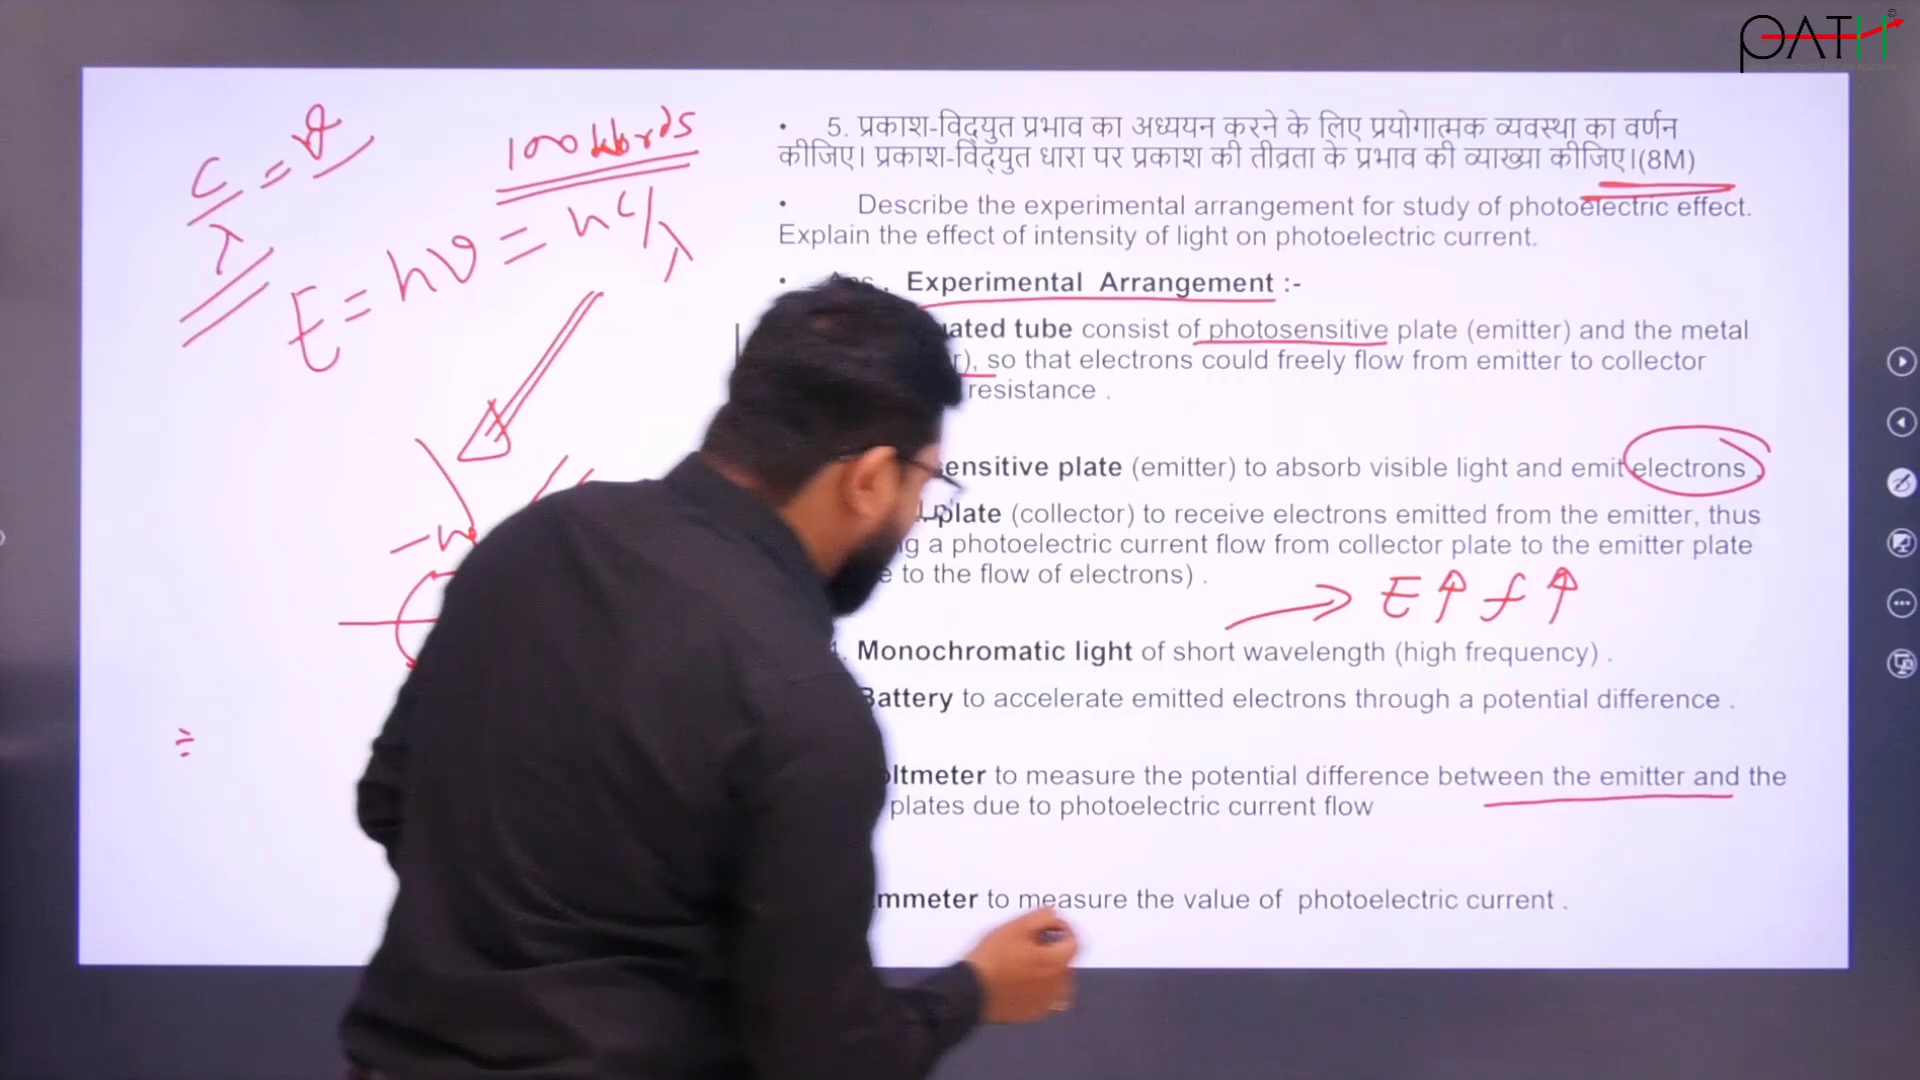 PATH
5. प्रकाश-विद्युत प्रभाव का अध्ययन करने के लिए प्रयोगात्मक व्यवस्था का वर्णन
कीजिए। प्रकाश-विद्युत धारा पर प्रकाश की तीव्रता के प्रभाव की व्याख्या कीजिए।(8M)
Describe the experimental arrangement for study of photoelectric effect.
Explain the effect of intensity of light on photoelectric current.
Experimental Arrangement :-
tube consist of photosensitive plate (emitter) and the metal
so that electrons could freely flow from emitter to collector
resistance .
plate (emitter) to absorb visible light and emit electrons
plate (collector) to receive electrons emitted from the emitter, thus
a photoelectric current flow from collector plate to the emitter plate
to the flow of electrons) .
E↑ f↑
Monochromatic light of short wavelength (high frequency) .
Battery to accelerate emitted electrons through a potential difference .
to measure the potential difference between the emitter and the
plates due to photoelectric current flow
to measure the value of photoelectric current .
c/λ = ν
100 words
E = hν = hc/λ